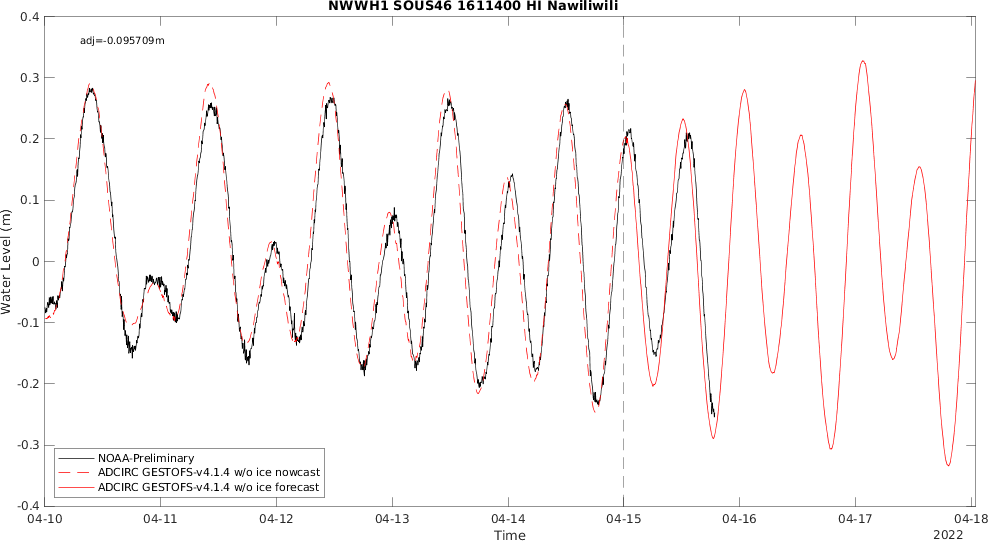 NWWH1 SOUS46 1611400 HI Nawiliwili
adj=-0.095709m
0.4
0.3
0.2
0.1
0
-0.1
-0.2
-0.3
-0.4
Water Level (m)
NOAA-Preliminary
ADCIRC GESTOFS-v4.1.4 w/o ice nowcast
ADCIRC GESTOFS-v4.1.4 w/o ice forecast
04-10 04-11 04-12 04-13 04-14 04-15 04-16 04-17 04-18
Time
2022